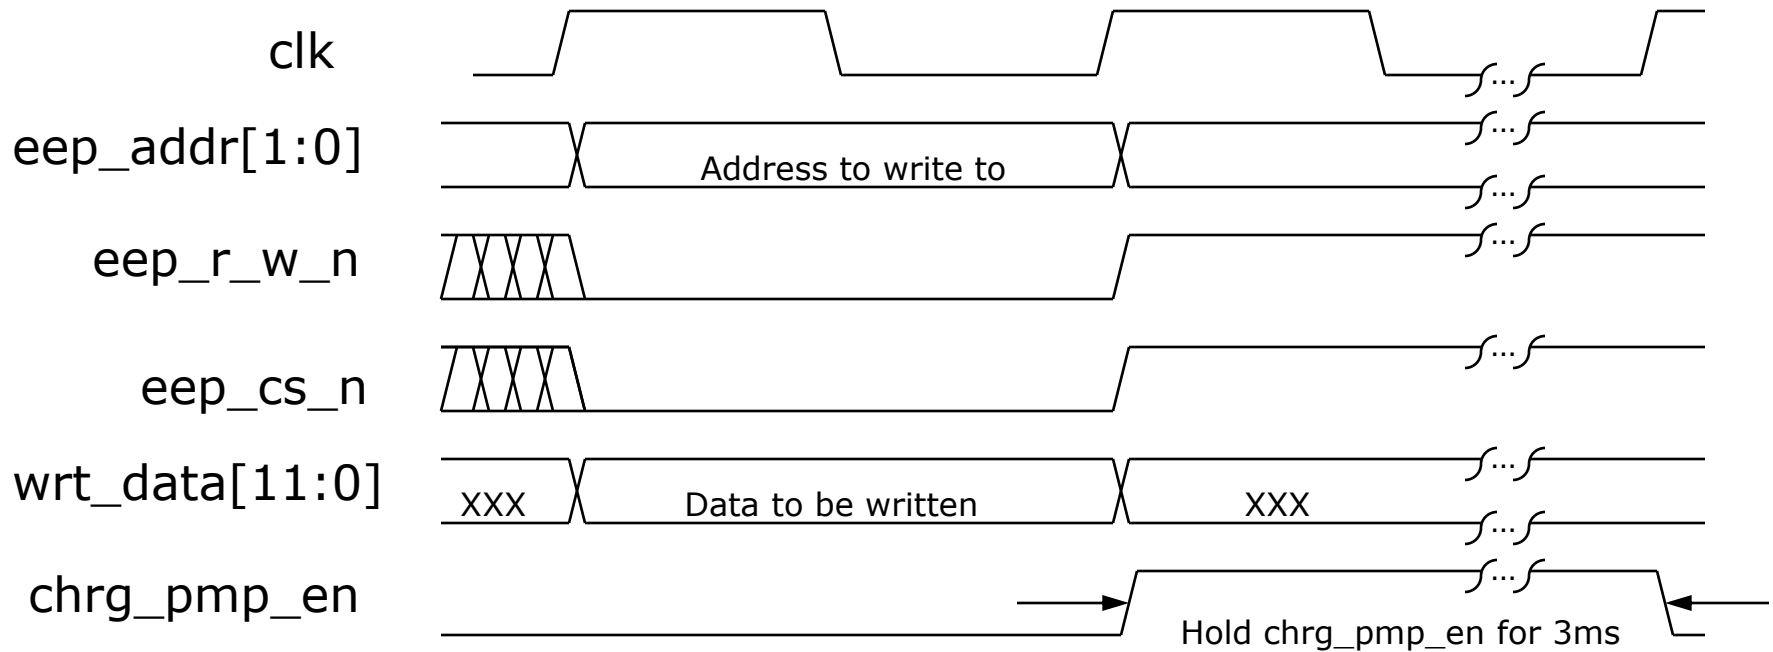 clk
...
eep_addr[1:0]
Address to write to
...
...
eep_r_w_n
...
eep_cs_n
...
wrt_data[11:0]
XXX Data to be written XXX
...
...
chrg_pmp_en
...
Hold chrg_pmp_en for 3ms